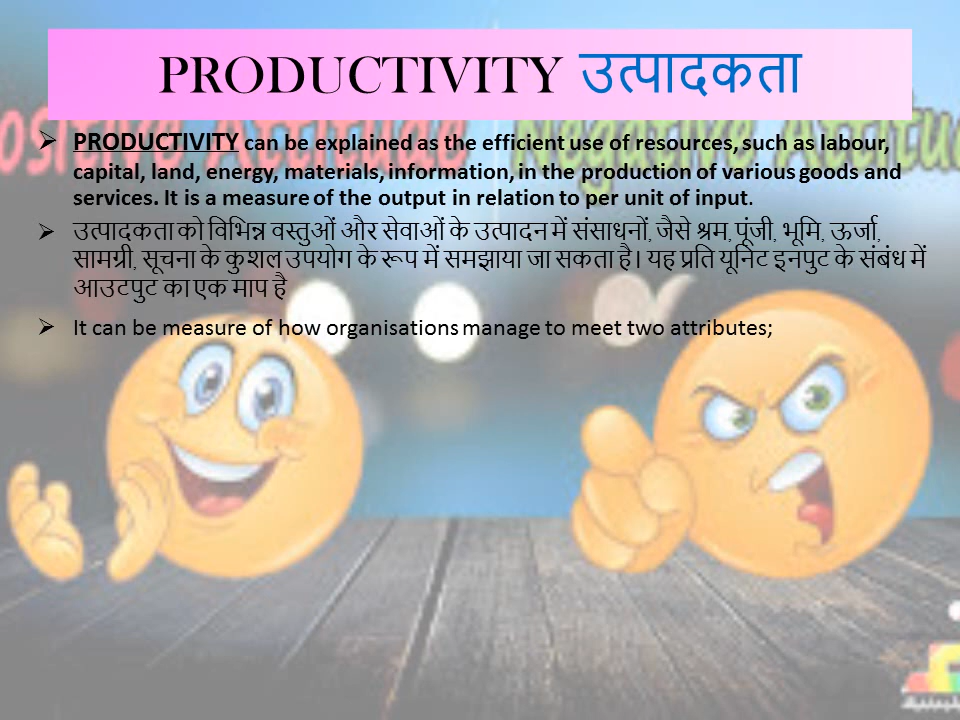 PRODUCTIVITY उत्पादकता
PRODUCTIVITY can be explained as the efficient use of resources, such as labour,
capital, land, energy, materials, information, in the production of various goods and
services. It is a measure of the output in relation to per unit of input.
उत्पादकता को विभिन्न वस्तुओं और सेवाओं के उत्पादन में संसाधनों, जैसे श्रम, पूंजी, भूमि, ऊर्जा,
सामग्री, सूचना के कुशल उपयोग के रूप में समझाया जा सकता है। यह प्रति यूनिट इनपुट के संबंध में
आउटपुट का एक माप है
It can be measure of how organisations manage to meet two attributes;